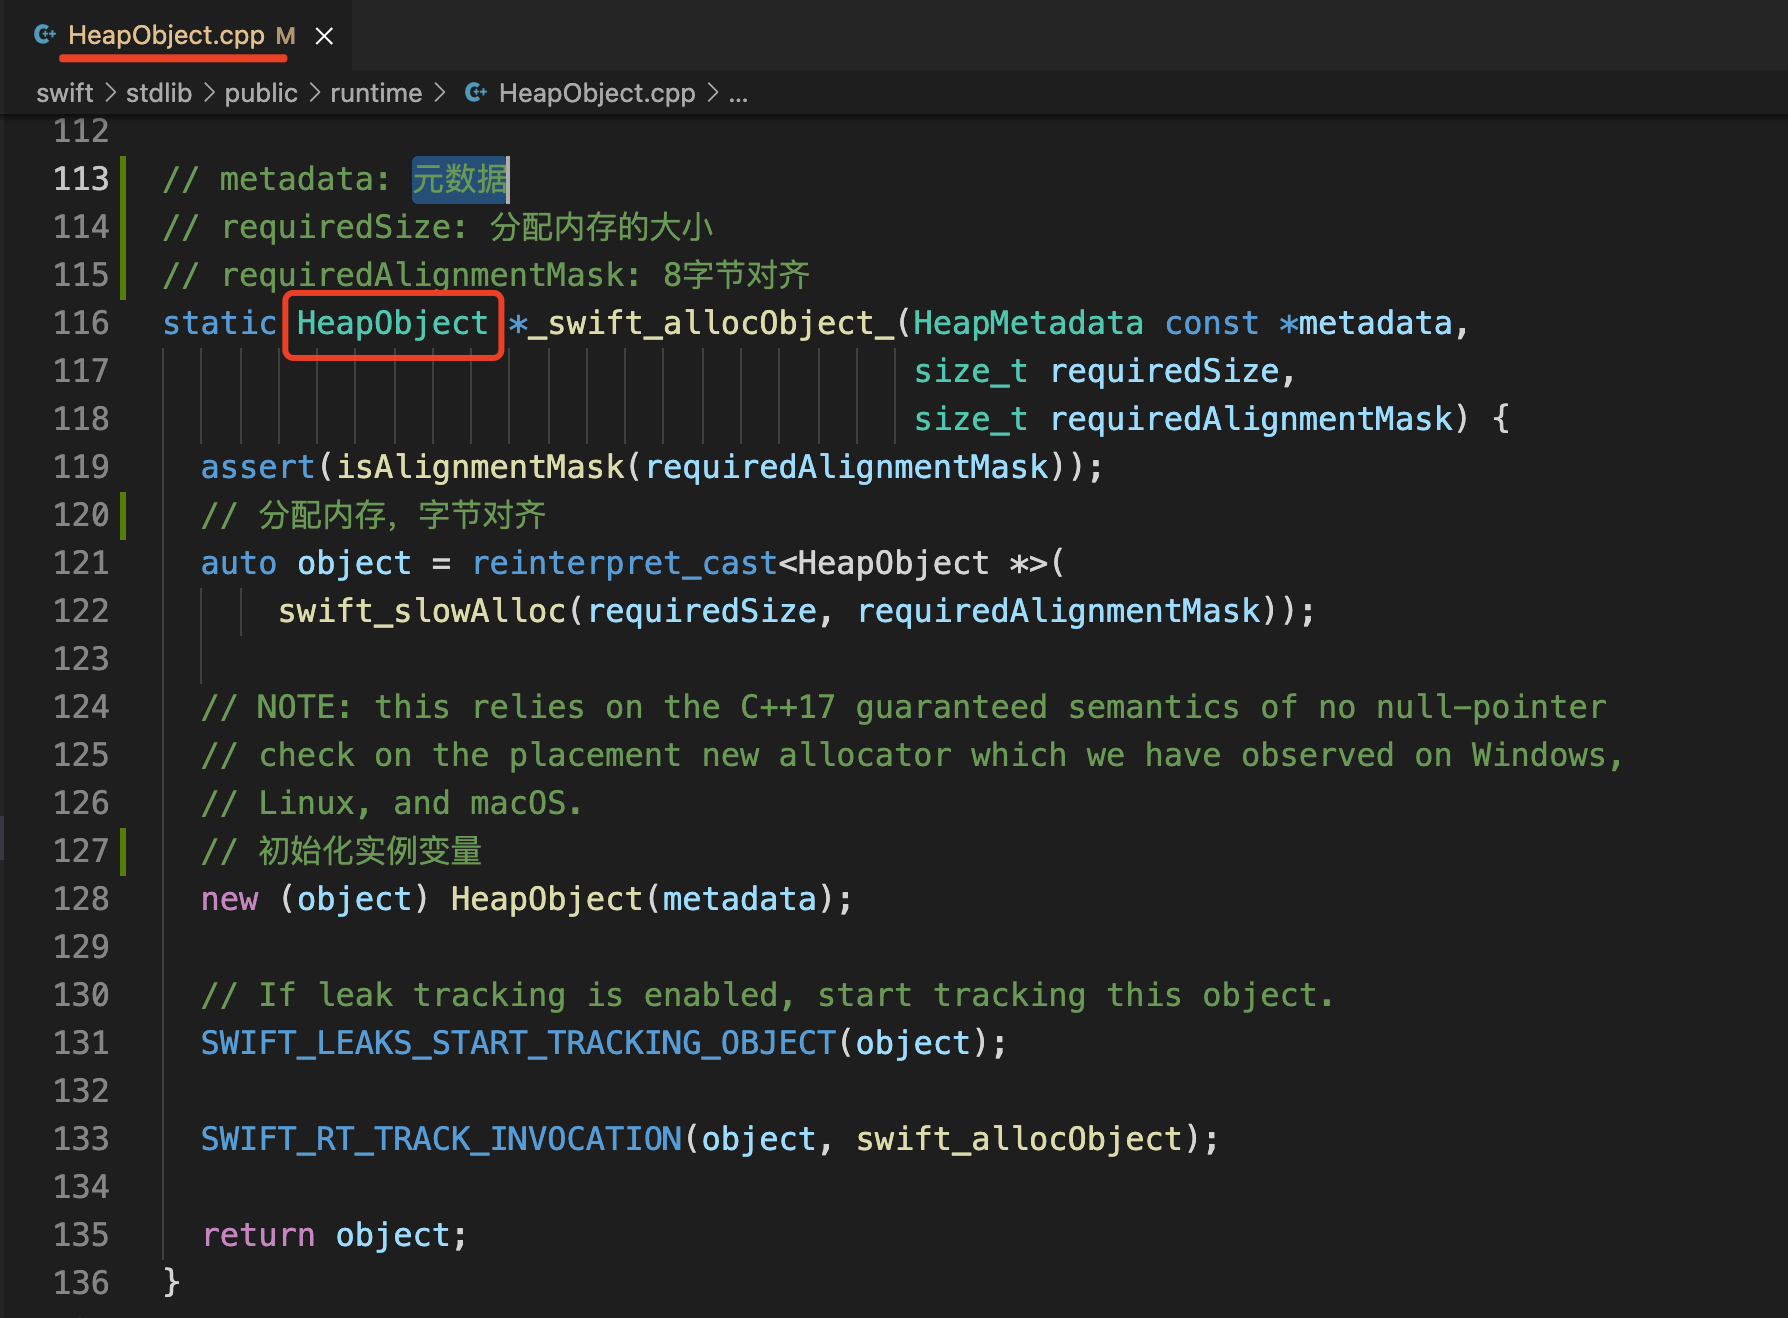 HeapObject.cpp M
swift > stdlib > public > runtime > HeapObject.cpp > ...
112
113 // metadata: 元数据
114 // requiredSize: 分配内存的大小
115 // requiredAlignmentMask: 8字节对齐
116 static HeapObject *_swift_allocObject_(HeapMetadata const *metadata,
117 size_t requiredSize,
118 size_t requiredAlignmentMask) {
119 assert(isAlignmentMask(requiredAlignmentMask));
120 // 分配内存，字节对齐
121 auto object = reinterpret_cast<HeapObject *>(
122 swift_slowAlloc(requiredSize, requiredAlignmentMask));
123
124 // NOTE: this relies on the C++17 guaranteed semantics of no null-pointer
125 // check on the placement new allocator which we have observed on Windows,
126 // Linux, and macOS.
127 // 初始化实例变量
128 new (object) HeapObject(metadata);
129
130 // If leak tracking is enabled, start tracking this object.
131 SWIFT_LEAKS_START_TRACKING_OBJECT(object);
132
133 SWIFT_RT_TRACK_INVOCATION(object, swift_allocObject);
134
135 return object;
136 }